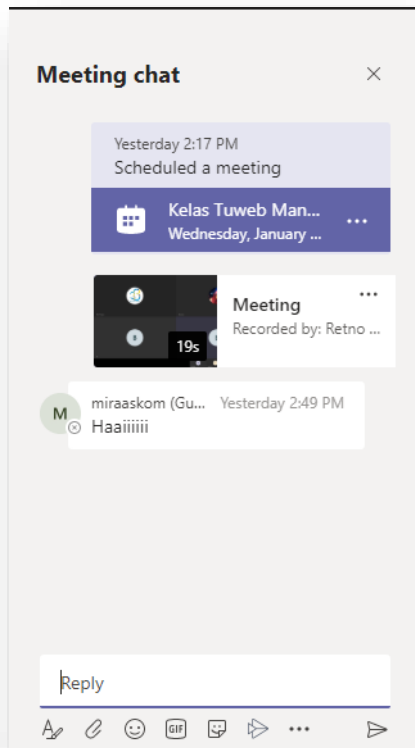 Meeting chat
Yesterday 2:17 PM
Scheduled a meeting
Kelas Tuweb Man...
Wednesday, January ...
Meeting
Recorded by: Retno ...
19s
M
miraaskom (Gu... Yesterday 2:49 PM
Haaiiiiii
Reply
GIF